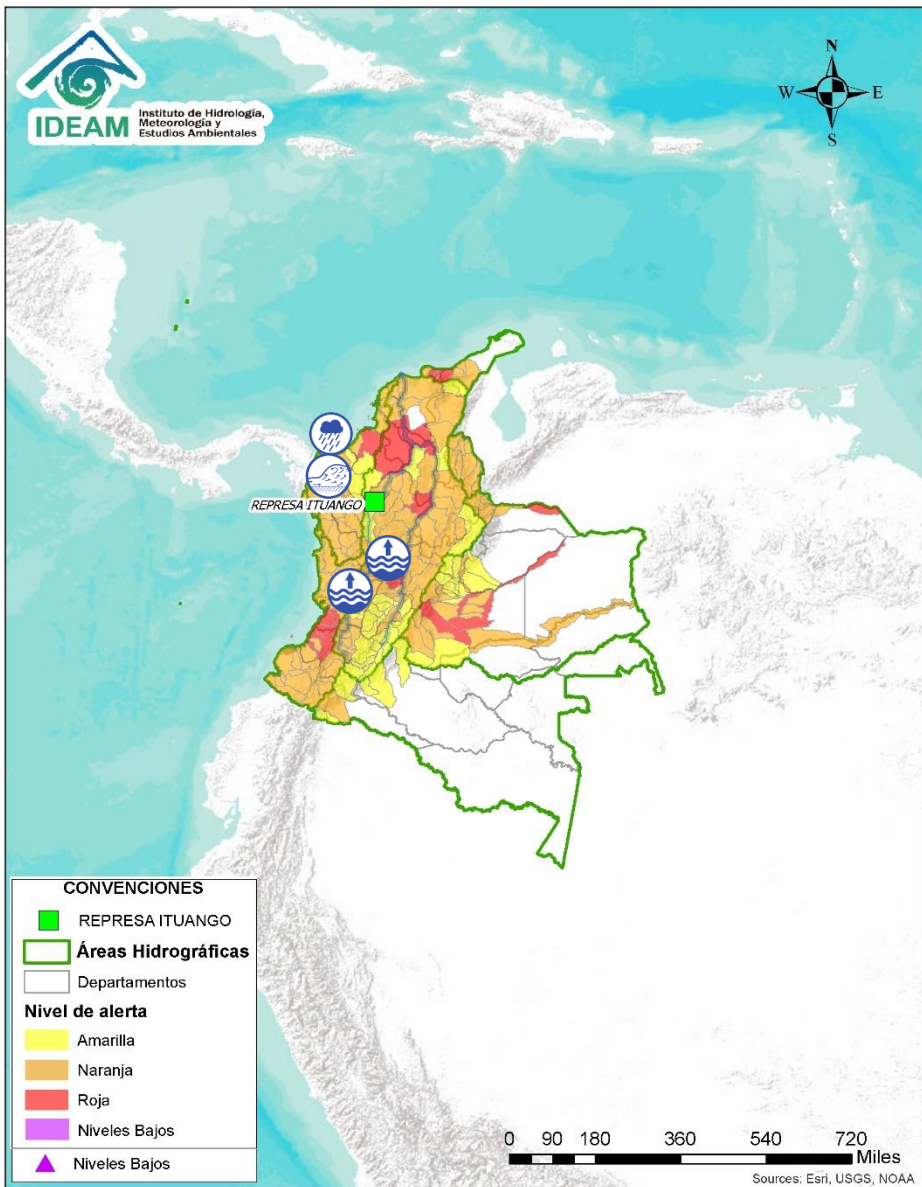 IDEAM
Instituto de Hidrología,
Meteorología y
Estudios Ambientales
N
W
E
S
REPRESA ITUANGO
CONVENCIONES
REPRESA ITUANGO
Áreas Hidrográficas
Departamentos
Nivel de alerta
Amarilla
Naranja
Roja
Niveles Bajos
Niveles Bajos
0 90 180 360 540 720
Miles
Sources: Esri, USGS, NOAA